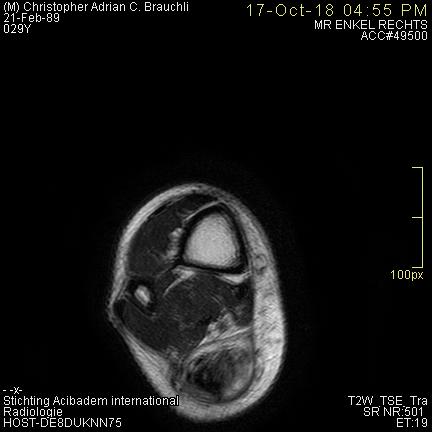 (M) Christopher Adrian C. Brauchli
21-Feb-89
029Y
17-Oct-18 04:55 PM
MR ENKEL RECHTS
ACC#49500
100px
--x-
Stichting Acibadem international
Radiologie
HOST-DE8DUKNN75
T2W_TSE_Tra
SR NR:501
ET:19